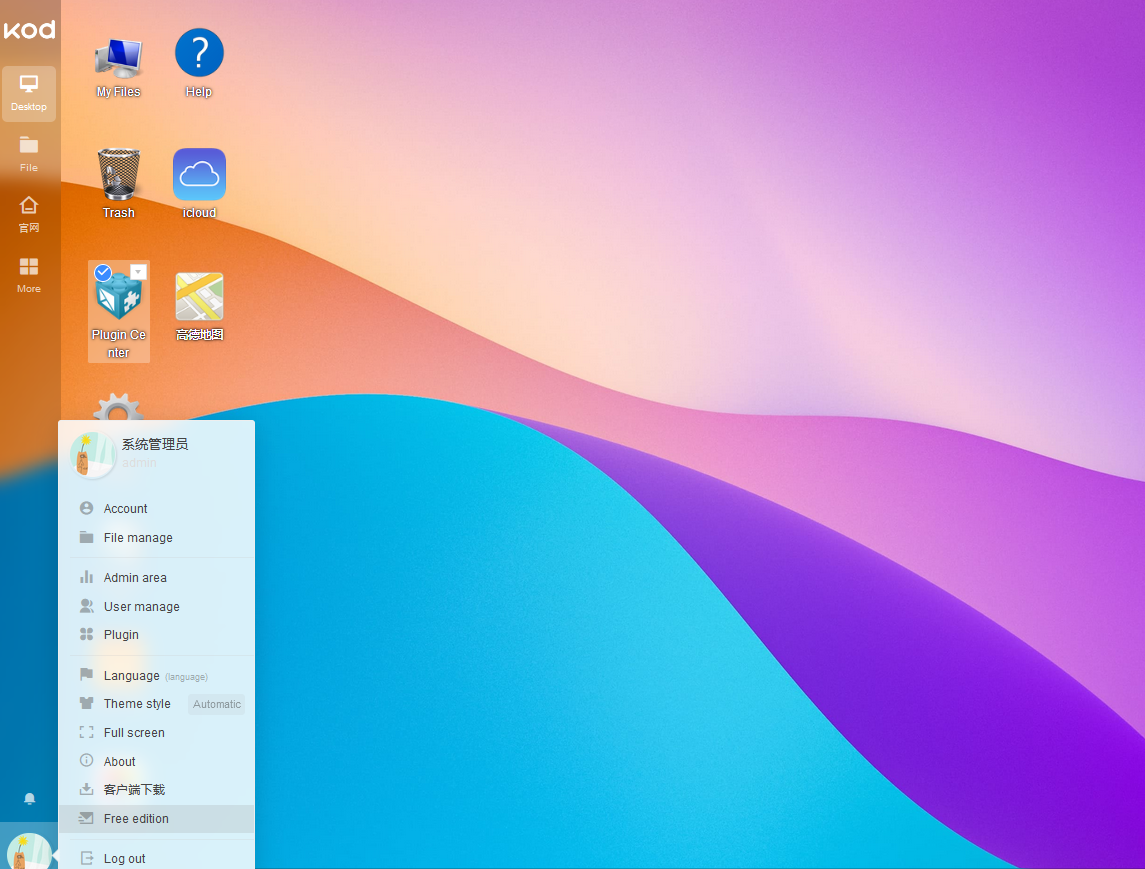 kod
Desktop
File
官网
More
My Files
Help
Trash
icloud
Plugin Ce
nter
高德地图
系统管理员
admin
Account
File manage
Admin area
User manage
Plugin
Language (language)
Theme style Automatic
Full screen
About
客户端下载
Free edition
Log out